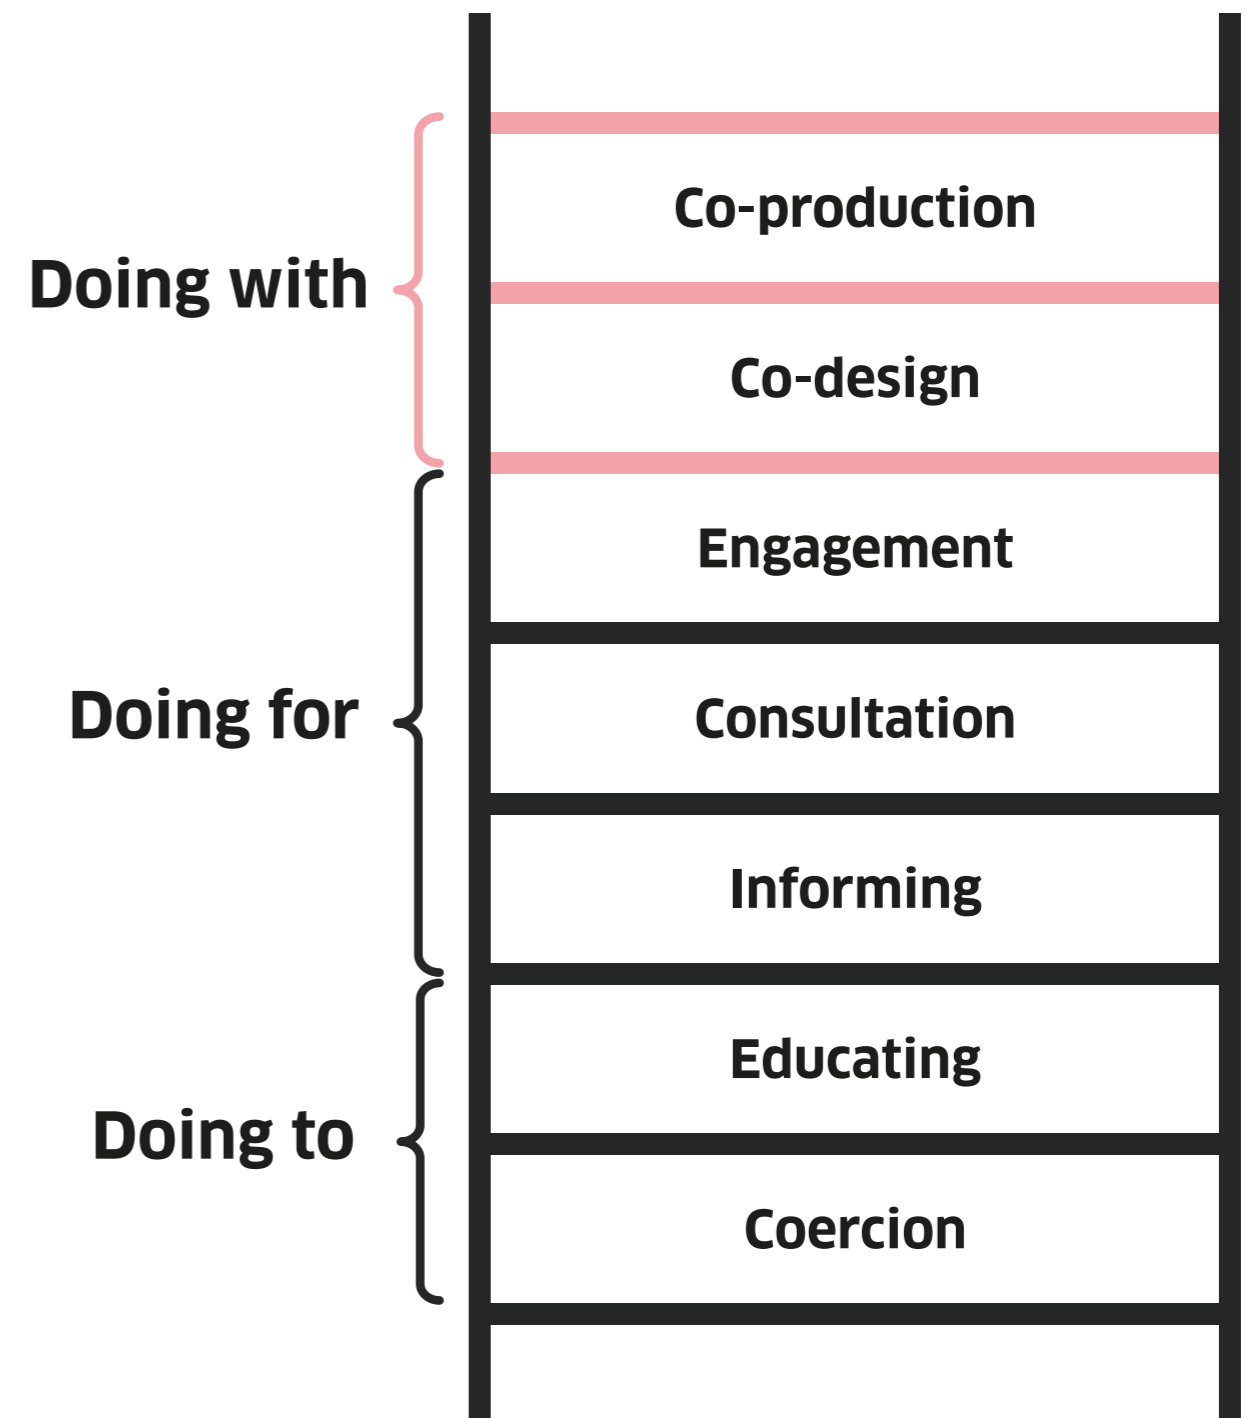 Co-production
Doing with
Co-design
Engagement
Doing for
Consultation
Informing
Educating
Doing to
Coercion